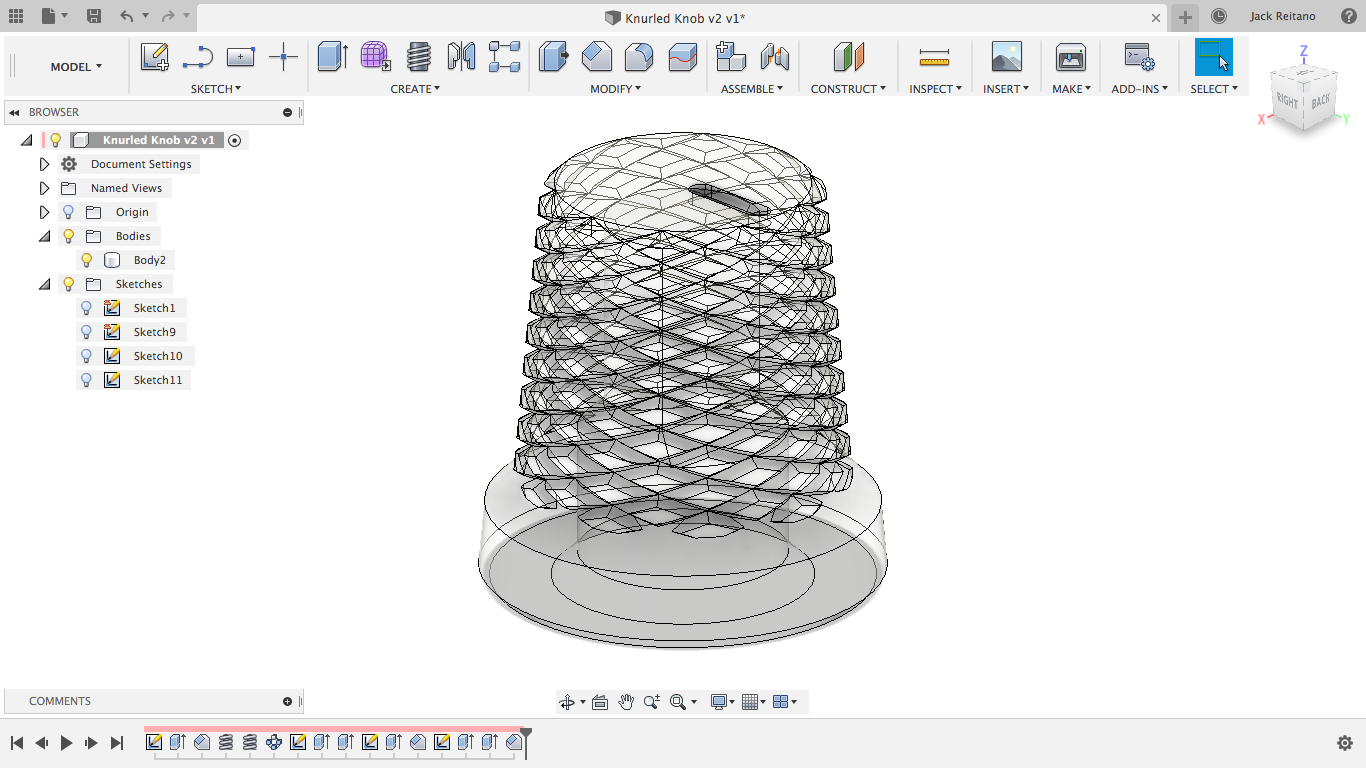 Knurled Knob v2 v1*
Jack Reitano
MODEL
SKETCH
CREATE
MODIFY
ASSEMBLE
CONSTRUCT
INSPECT
INSERT
MAKE
ADD-INS
SELECT
Z
RIGHT
BACK
X
Y
BROWSER
Knurled Knob v2 v1
Document Settings
Named Views
Origin
Bodies
Body2
Sketches
Sketch1
Sketch9
Sketch10
Sketch11
COMMENTS